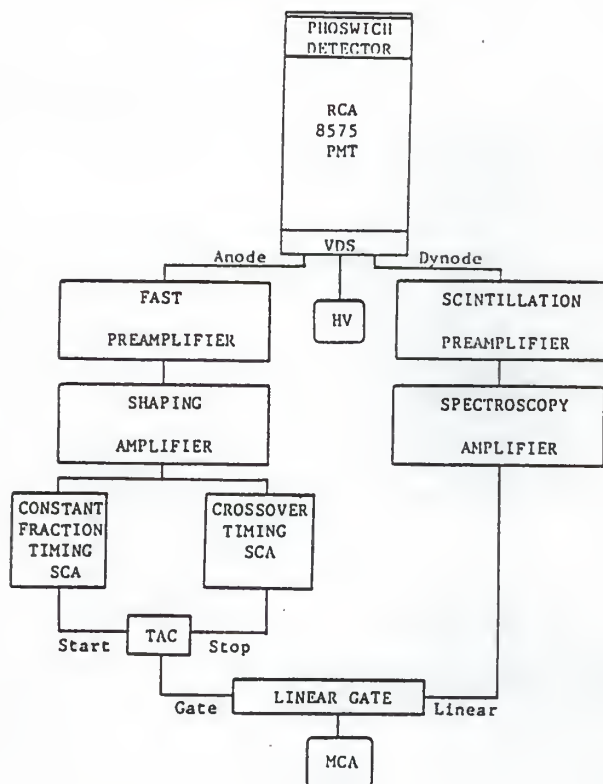 PHOSWICH
DETECTOR
RCA
8575
PMT
VDS
Anode
Dynode
HV
FAST
PREAMPLIFIER
SCINTILLATION
PREAMPLIFIER
SHAPING
AMPLIFIER
SPECTROSCOPY
AMPLIFIER
CONSTANT
FRACTION
TIMING
SCA
CROSSOVER
TIMING
SCA
TAC
Start
Stop
LINEAR GATE
Gate
Linear
MCA